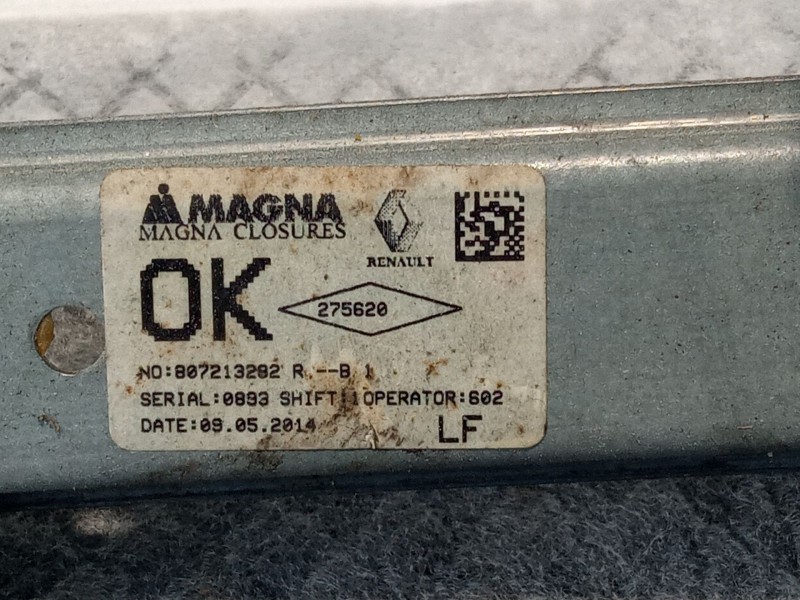 MAGNA
MAGNA CLOSURES
RENAULT
OK
275620
NO:807213282 R --B 1
SERIAL:0893 SHIFT:1OPERATOR:602
DATE:09.05.2014
LF